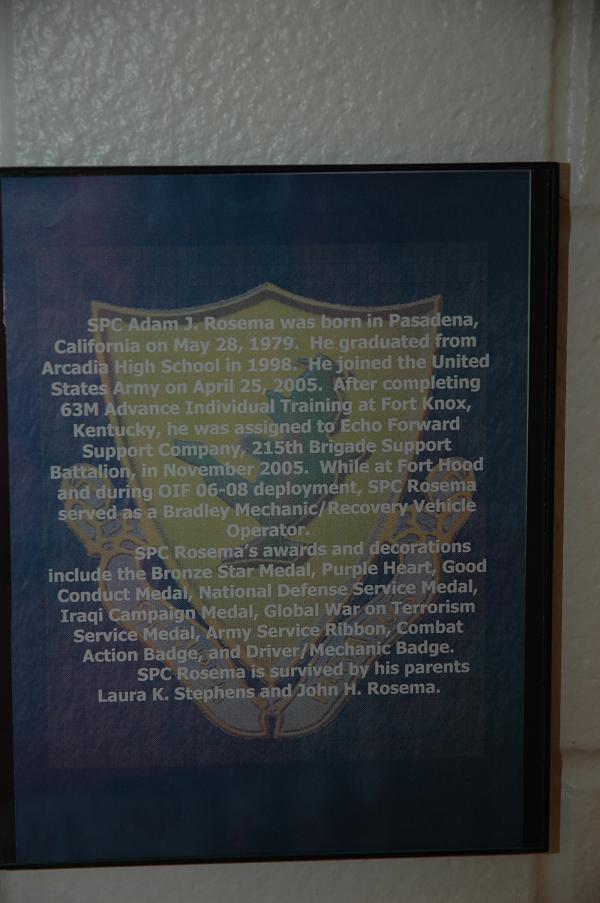 SPC Adam J. Rosema was born in Pasadena,
California on May 28, 1979. He graduated from
Arcadia High School in 1998. He joined the United
States Army on April 25, 2005. After completing
63M Advance Individual Training at Fort Knox,
Kentucky, he was assigned to Echo Forward
Support Company, 215th Brigade Support
Battalion, in November 2005. While at Fort Hood
and during OIF 06-08 deployment, SPC Rosema
served as a Bradley Mechanic/Recovery Vehicle
Operator.
SPC Rosema's awards and decorations
include the Bronze Star Medal, Purple Heart, Good
Conduct Medal, National Defense Service Medal,
Iraqi Campaign Medal, Global War on Terrorism
Service Medal, Army Service Ribbon, Combat
Action Badge, and Driver/Mechanic Badge.
SPC Rosema is survived by his parents
Laura K. Stephens and John H. Rosema.